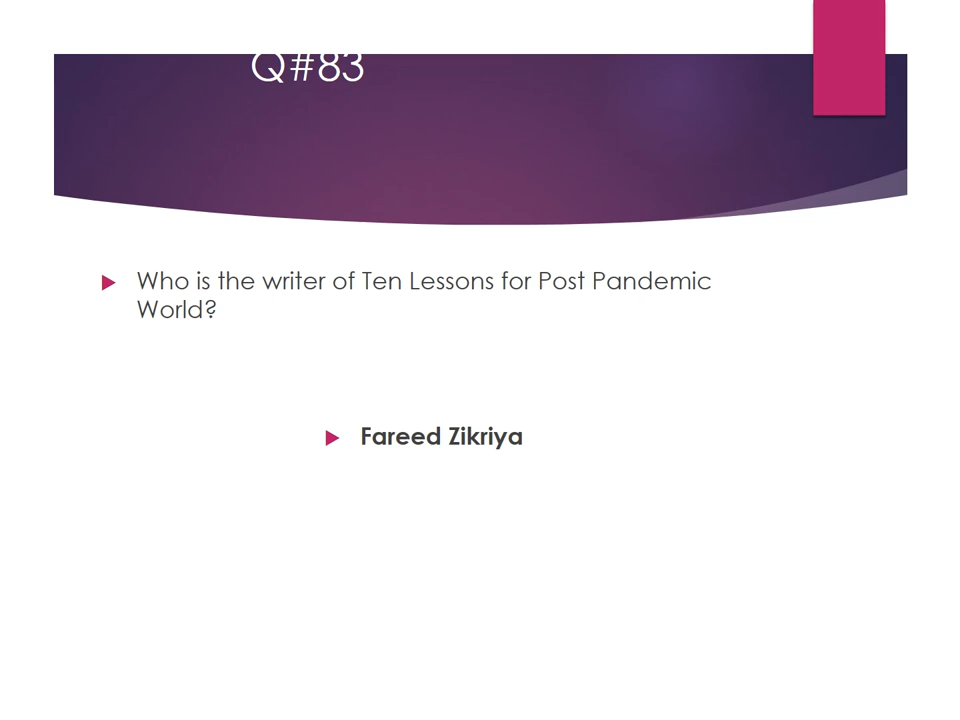 Q#83
Who is the writer of Ten Lessons for Post Pandemic
World?
Fareed Zikriya